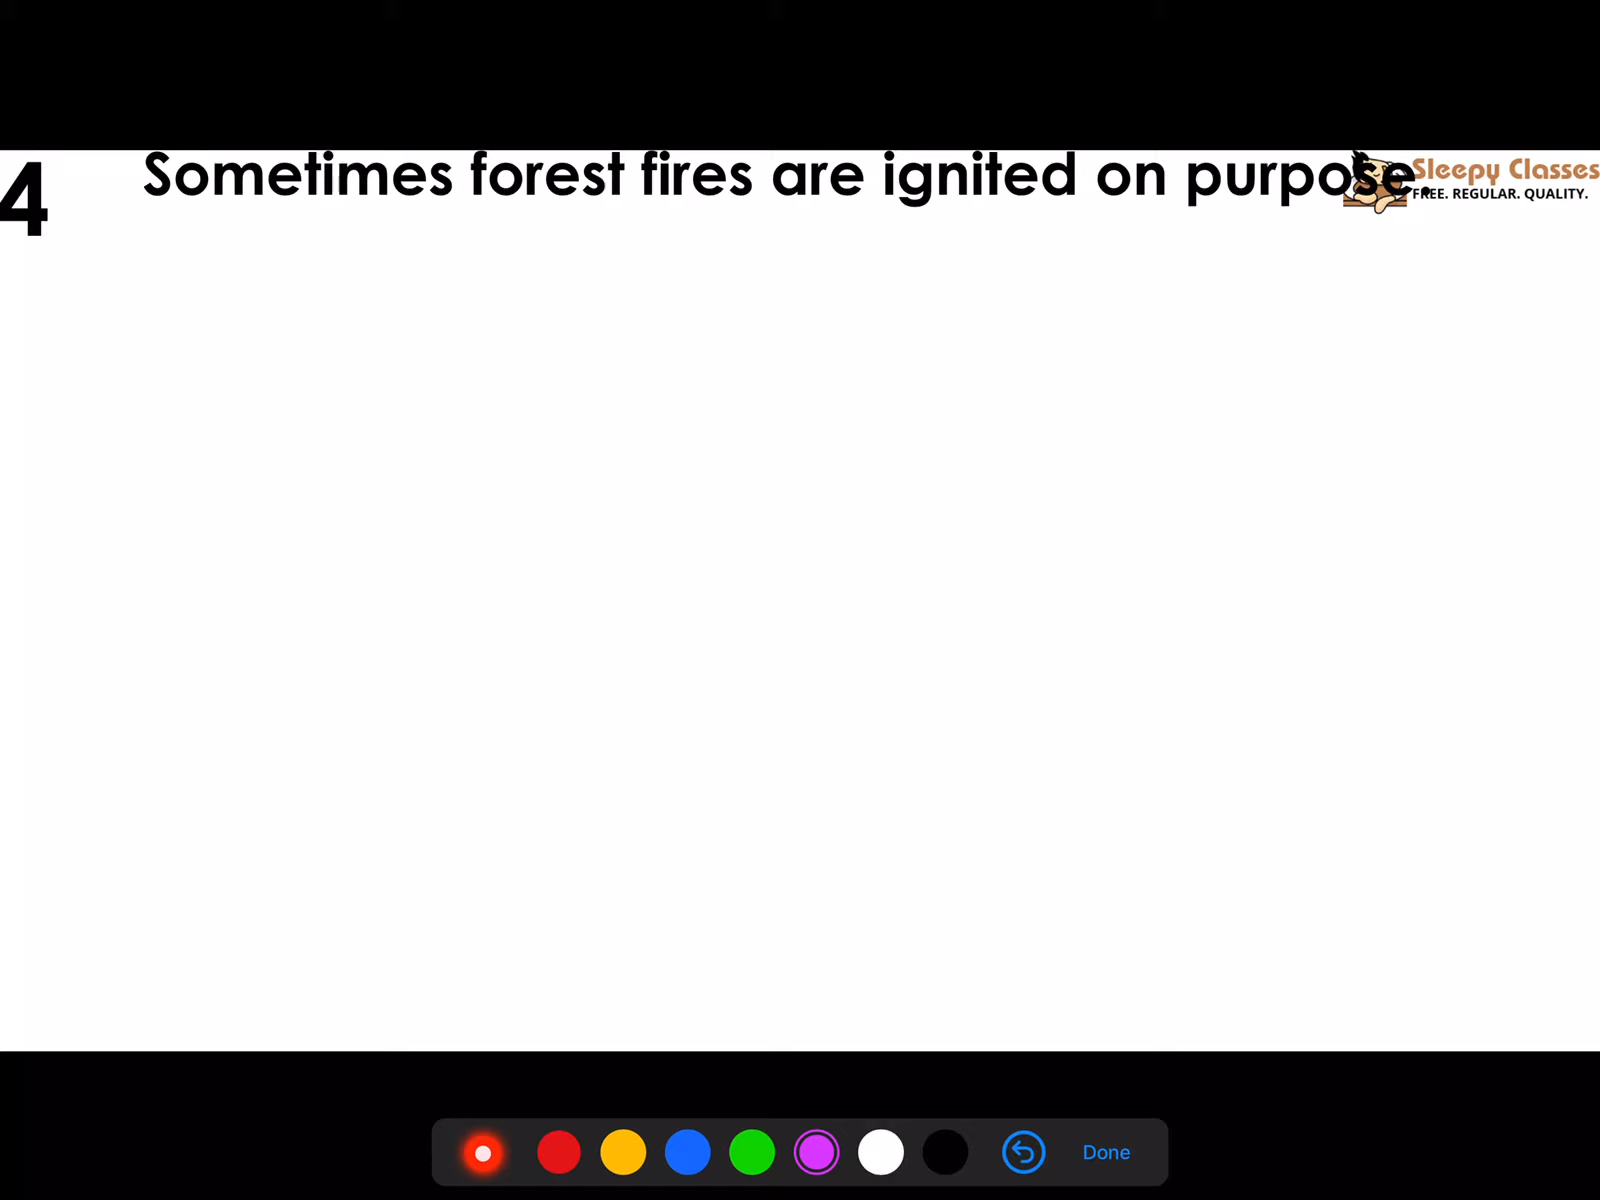 4
Sometimes forest fires are ignited on purpose.
Sleepy Classes
FREE. REGULAR. QUALITY.
Done